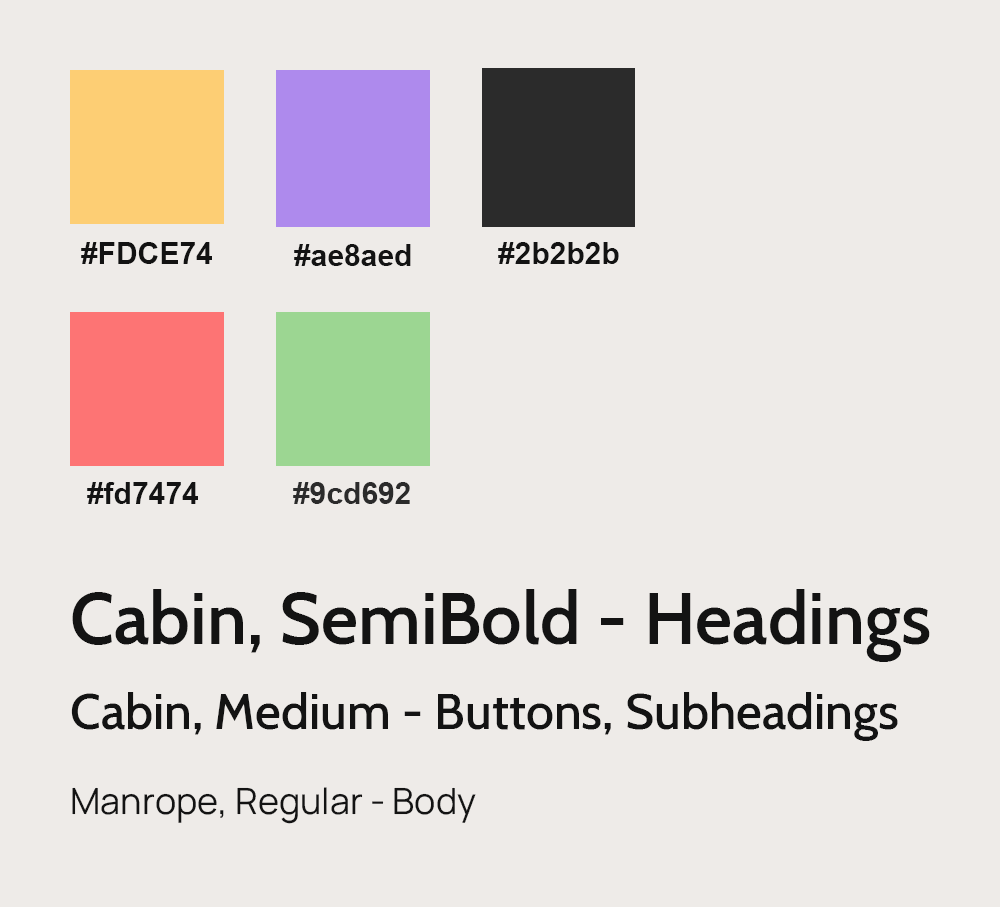 #FDCE74 #ae8aed #2b2b2b
#fd7474 #9cd692
Cabin, SemiBold - Headings
Cabin, Medium - Buttons, Subheadings
Manrope, Regular - Body